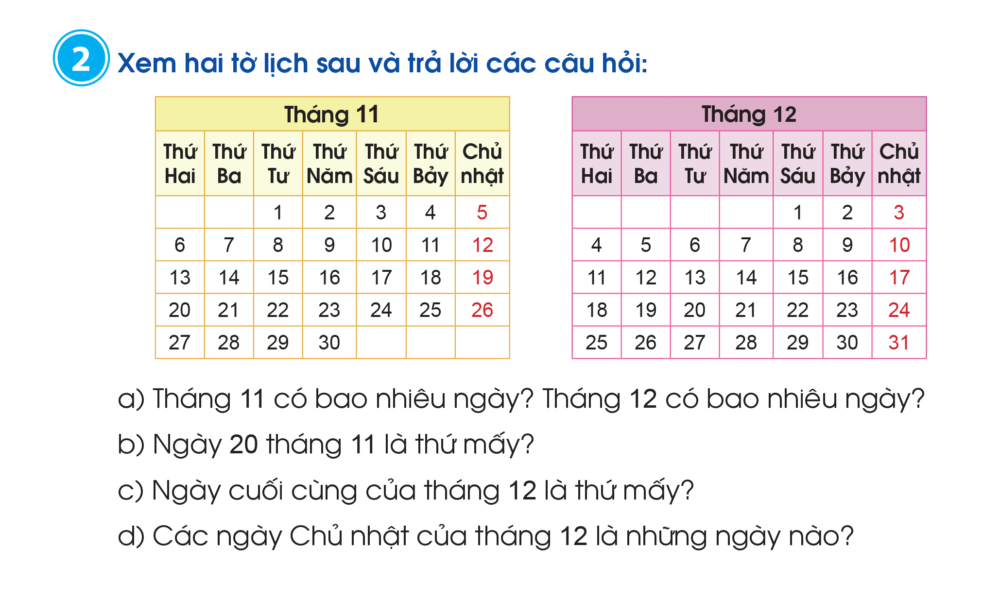 2 Xem hai tờ lịch sau và trả lời các câu hỏi:
Tháng 11
Thứ Hai Thứ Ba Thứ Tư Thứ Năm Thứ Sáu Thứ Bảy Chủ nhật
1 2 3 4 5
6 7 8 9 10 11 12
13 14 15 16 17 18 19
20 21 22 23 24 25 26
27 28 29 30
Tháng 12
Thứ Hai Thứ Ba Thứ Tư Thứ Năm Thứ Sáu Thứ Bảy Chủ nhật
1 2 3
4 5 6 7 8 9 10
11 12 13 14 15 16 17
18 19 20 21 22 23 24
25 26 27 28 29 30 31
a) Tháng 11 có bao nhiêu ngày? Tháng 12 có bao nhiêu ngày?
b) Ngày 20 tháng 11 là thứ mấy?
c) Ngày cuối cùng của tháng 12 là thứ mấy?
d) Các ngày Chủ nhật của tháng 12 là những ngày nào?